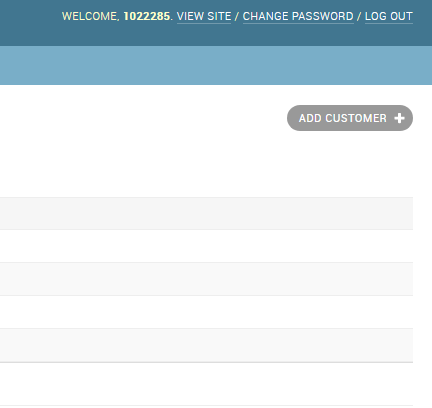 WELCOME, 1022285. VIEW SITE / CHANGE PASSWORD / LOG OUT
ADD CUSTOMER +